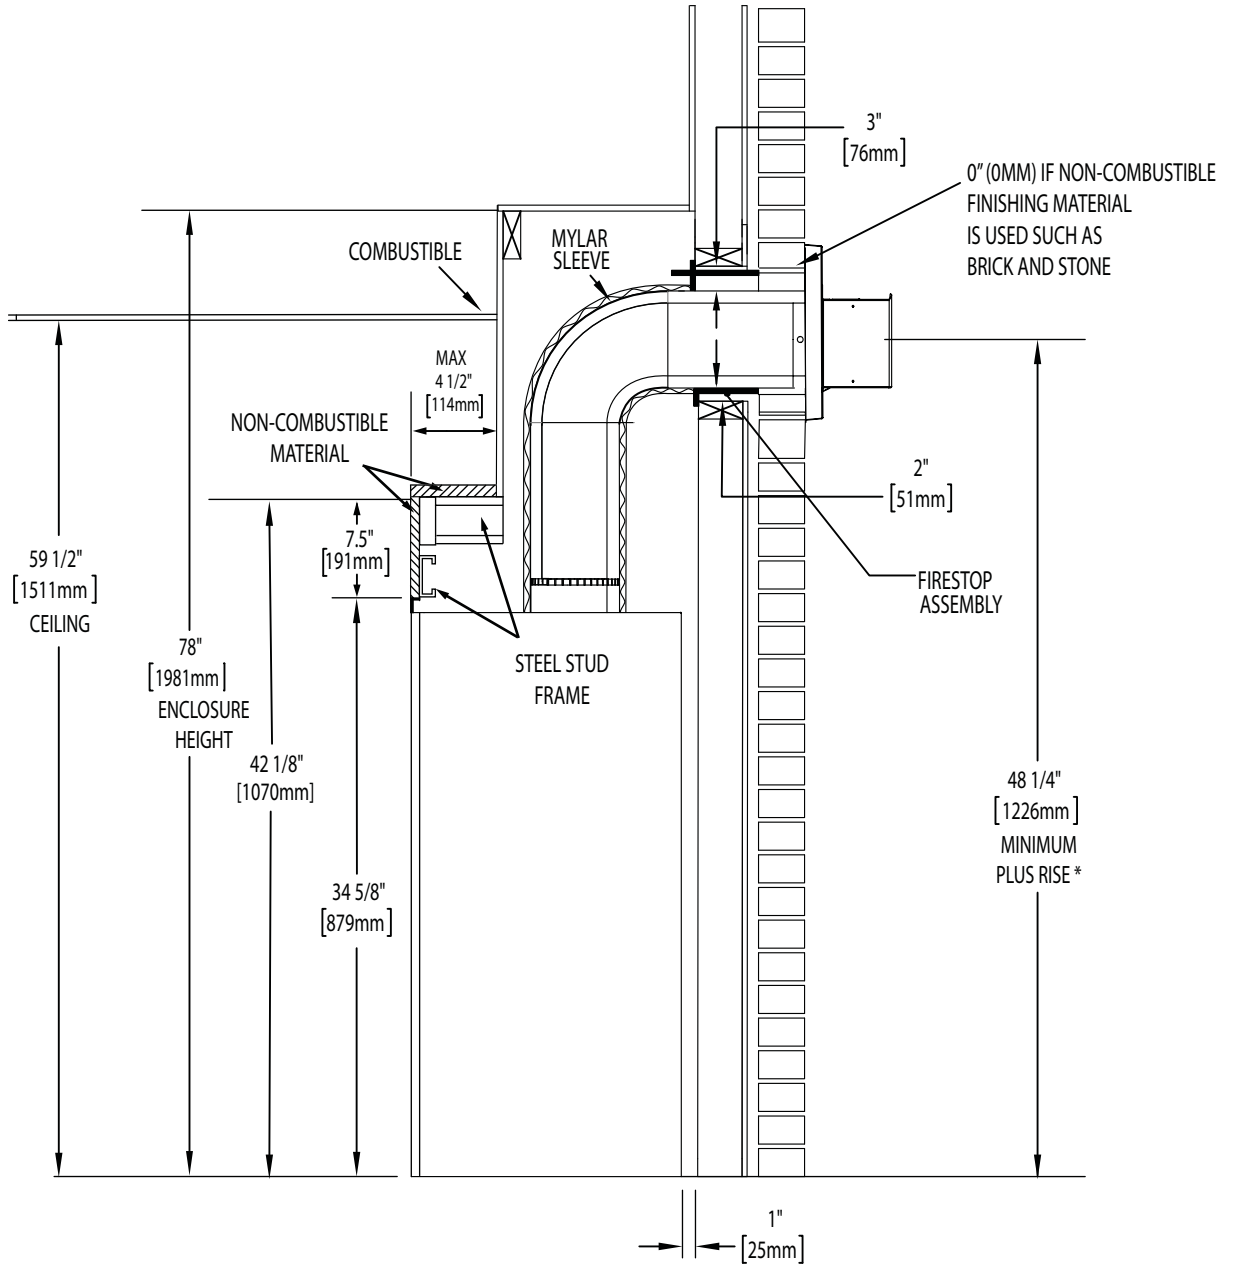 3"
[76mm]
0" (0MM) IF NON-COMBUSTIBLE
FINISHING MATERIAL
IS USED SUCH AS
BRICK AND STONE
MYLAR
SLEEVE
COMBUSTIBLE
MAX
4 1/2"
[114mm]
NON-COMBUSTIBLE
MATERIAL
2"
[51mm]
7.5"
[191mm]
59 1/2"
[1511mm]
CEILING
FIRESTOP
ASSEMBLY
78"
[1981mm]
ENCLOSURE
HEIGHT
STEEL STUD
FRAME
42 1/8"
[1070mm]
48 1/4"
[1226mm]
MINIMUM
PLUS RISE *
34 5/8"
[879mm]
1"
[25mm]